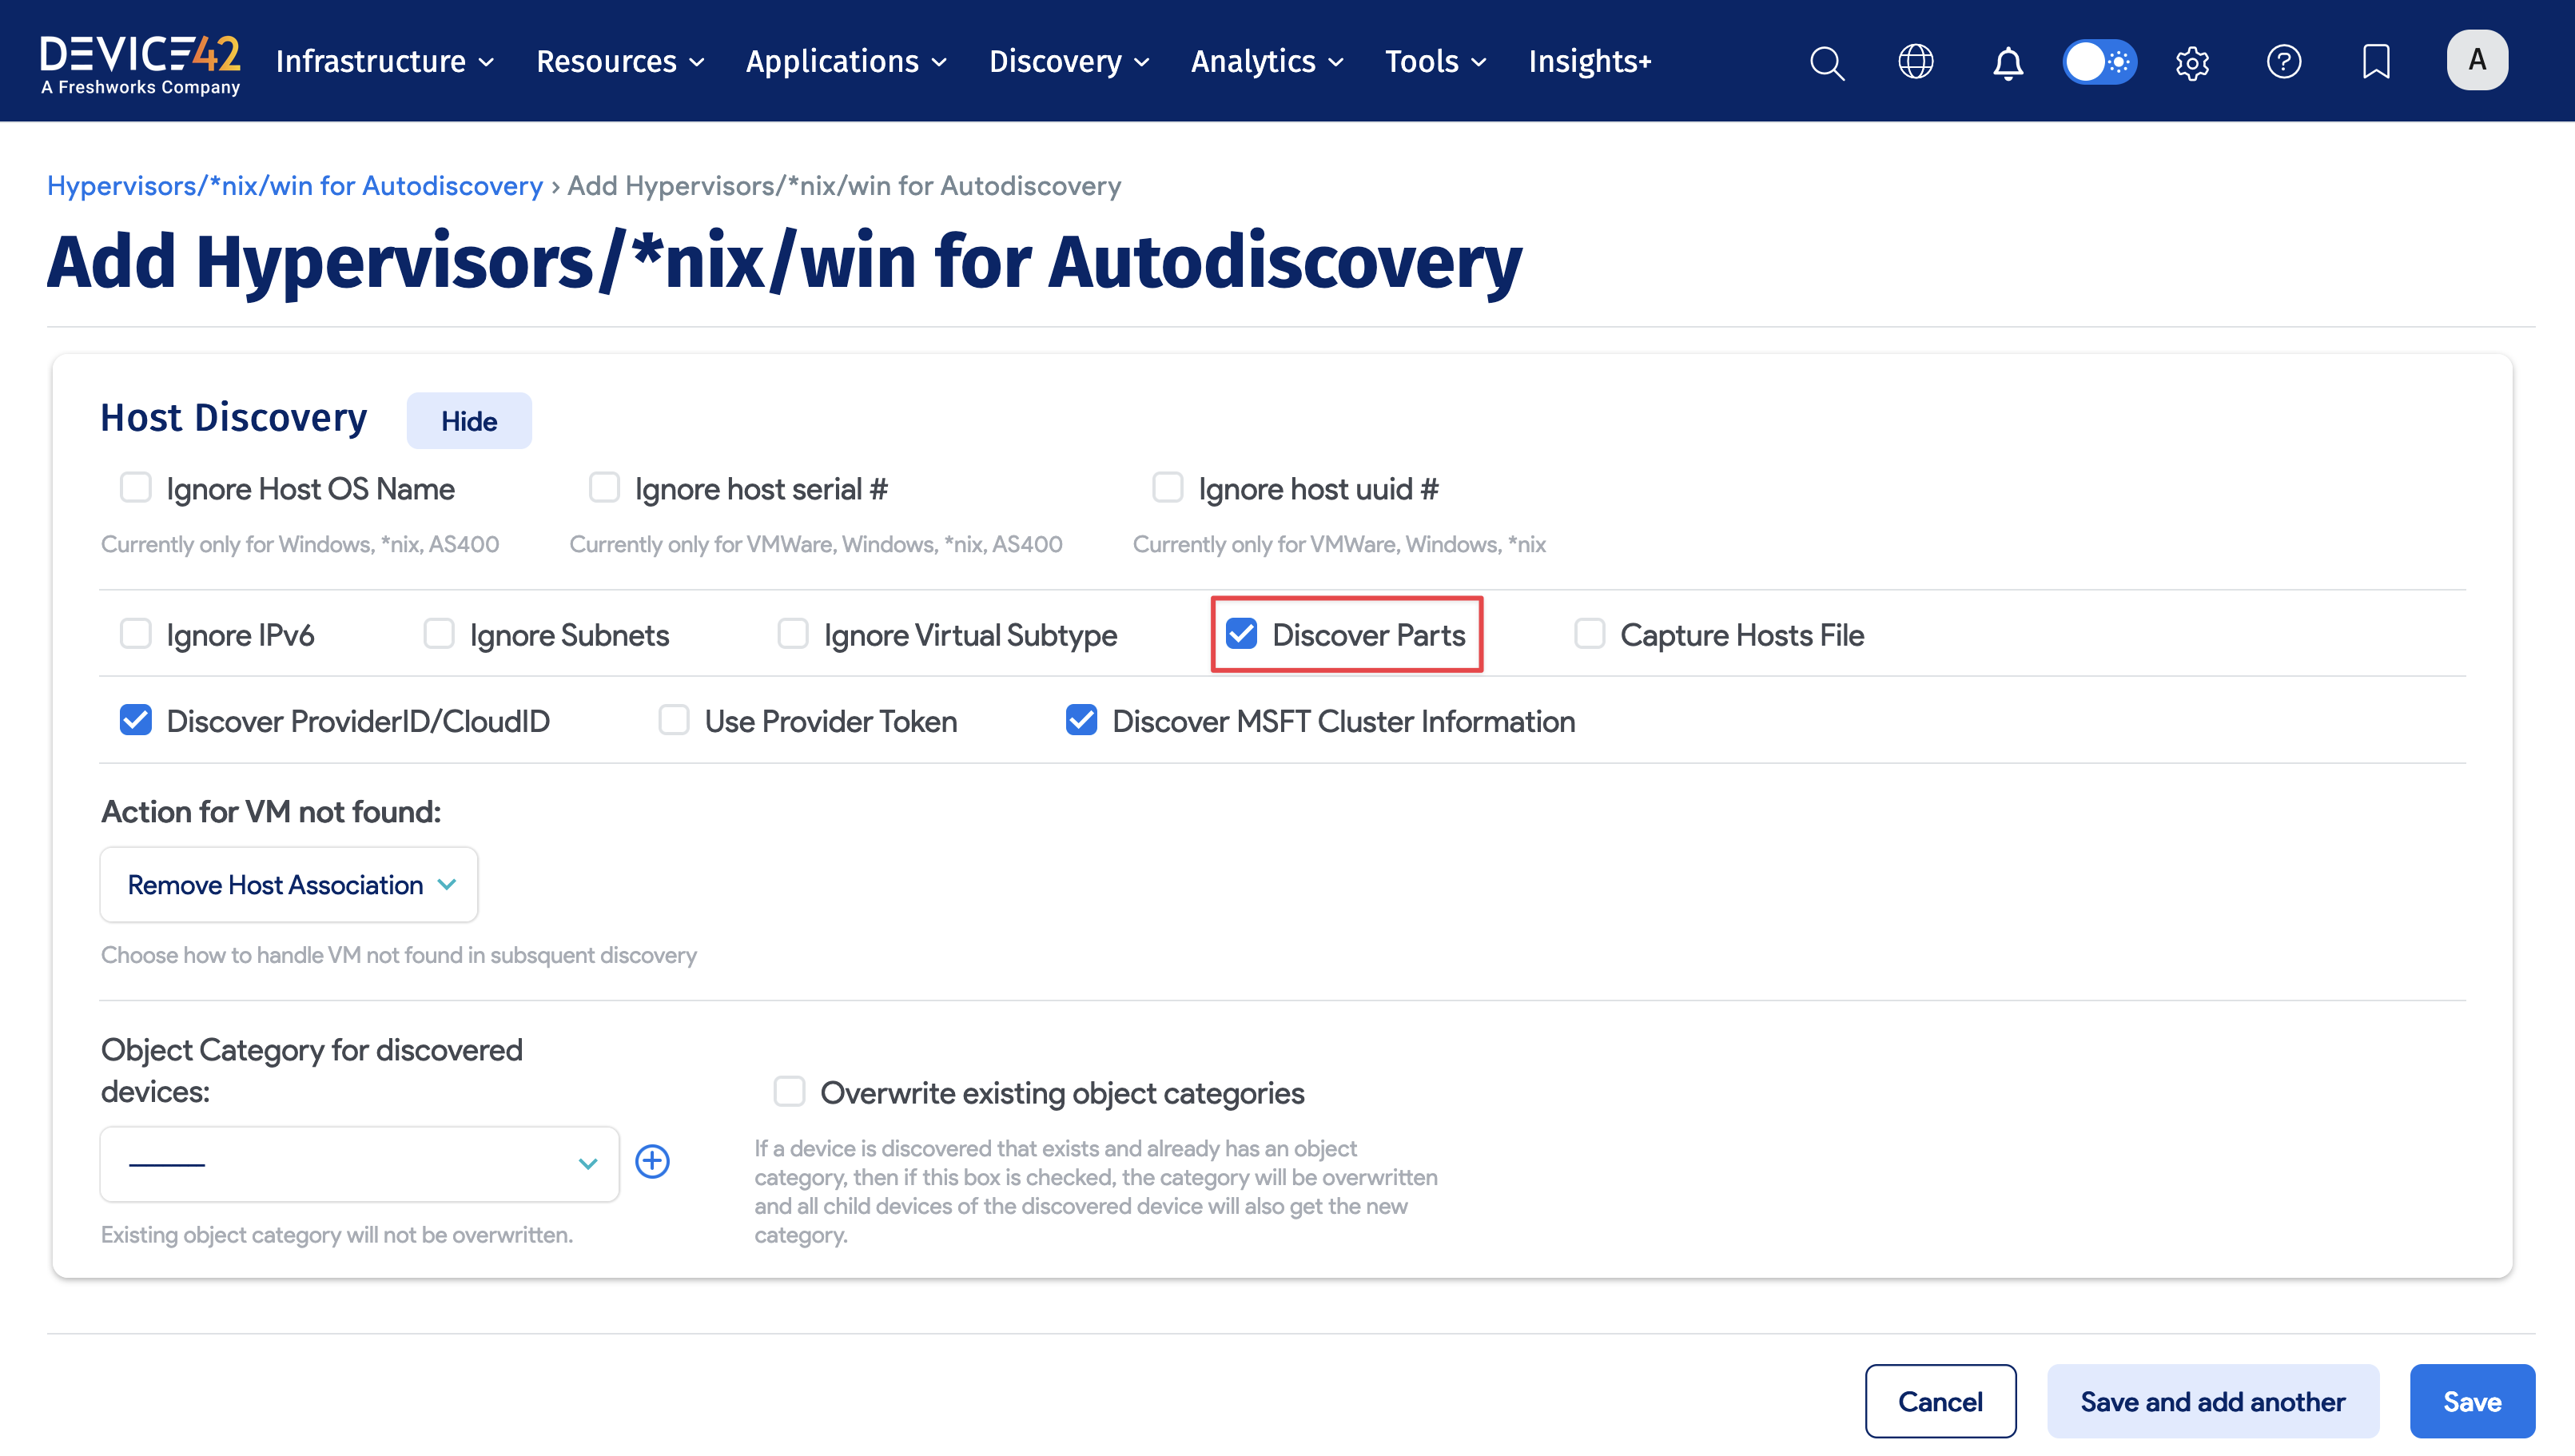 DEVICE42
A Freshworks Company
Infrastructure Resources Applications Discovery Analytics Tools Insights+ A
Hypervisors/*nix/win for Autodiscovery › Add Hypervisors/*nix/win for Autodiscovery
Add Hypervisors/*nix/win for Autodiscovery
Host Discovery Hide
Ignore Host OS Name Ignore host serial # Ignore host uuid #
Currently only for Windows, *nix, AS400 Currently only for VMWare, Windows, *nix, AS400 Currently only for VMWare, Windows, *nix
Ignore IPv6 Ignore Subnets Ignore Virtual Subtype Discover Parts Capture Hosts File
Discover ProviderID/CloudID Use Provider Token Discover MSFT Cluster Information
Action for VM not found:
Remove Host Association
Choose how to handle VM not found in subsquent discovery
Object Category for discovered
devices:
Existing object category will not be overwritten.
Overwrite existing object categories
If a device is discovered that exists and already has an object
category, then if this box is checked, the category will be overwritten
and all child devices of the discovered device will also get the new
category.
Cancel Save and add another Save